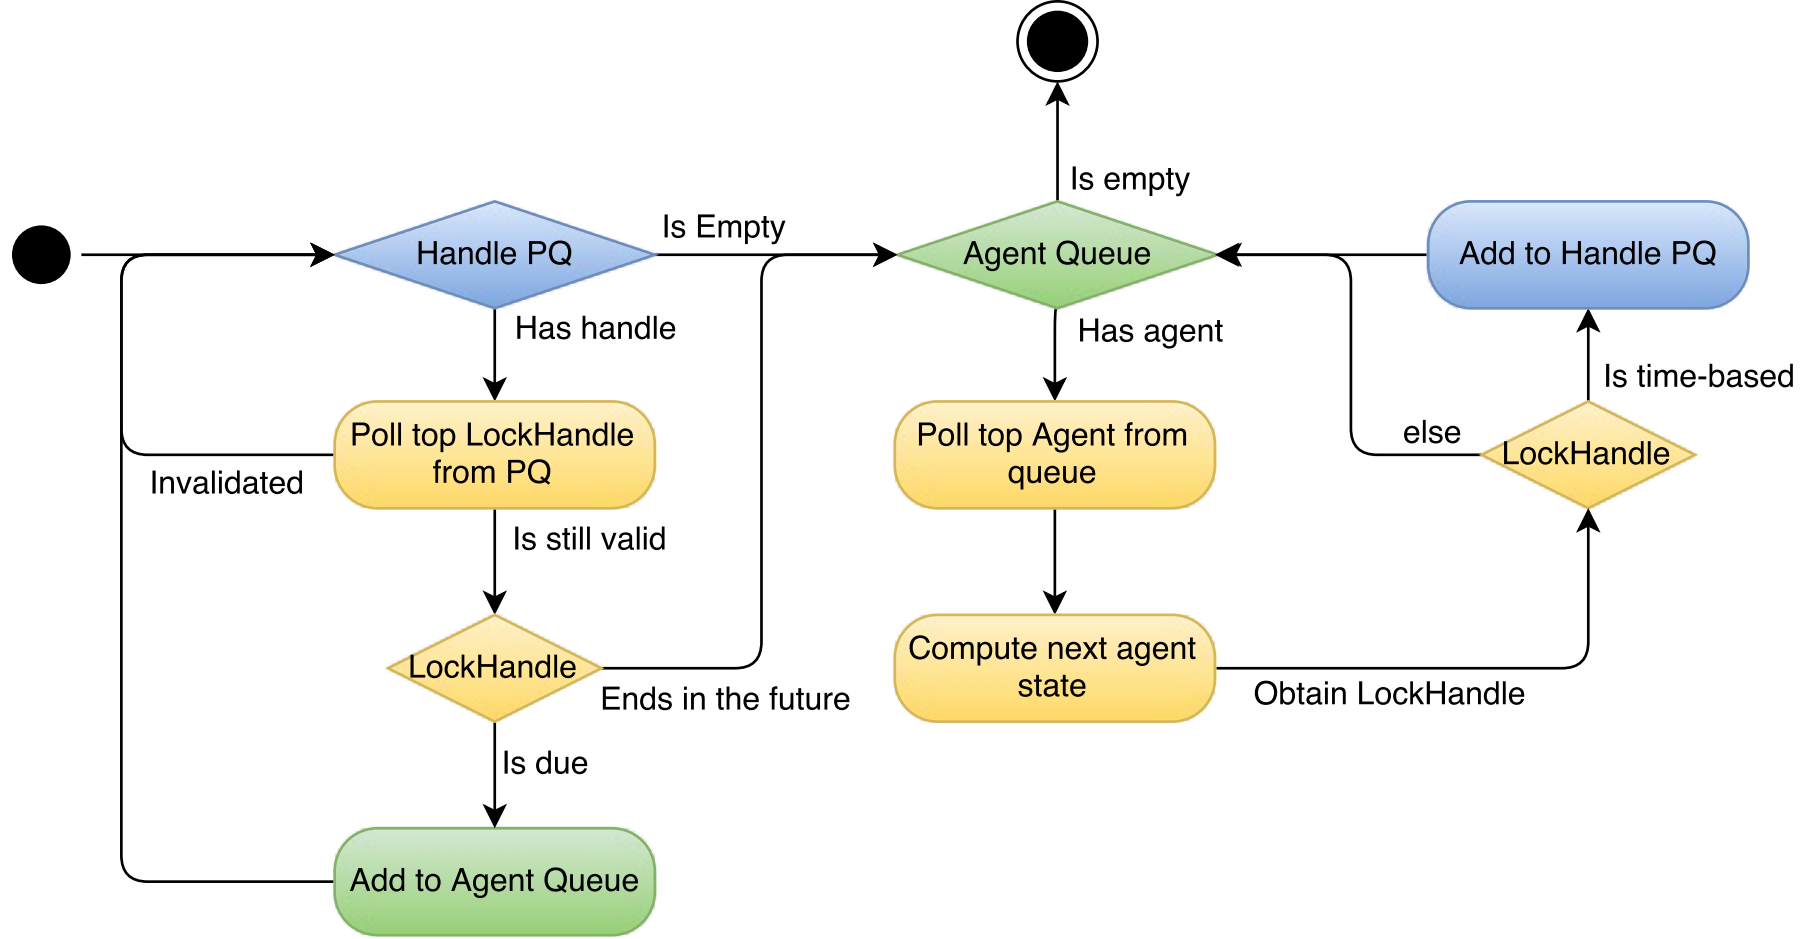 Is empty
Is Empty
Handle PQ
Agent Queue
Add to Handle PQ
Has handle
Has agent
Is time-based
Poll top LockHandle
from PQ
Poll top Agent from
queue
else
LockHandle
Invalidated
Is still valid
LockHandle
Ends in the future
Compute next agent
state
Obtain LockHandle
Is due
Add to Agent Queue